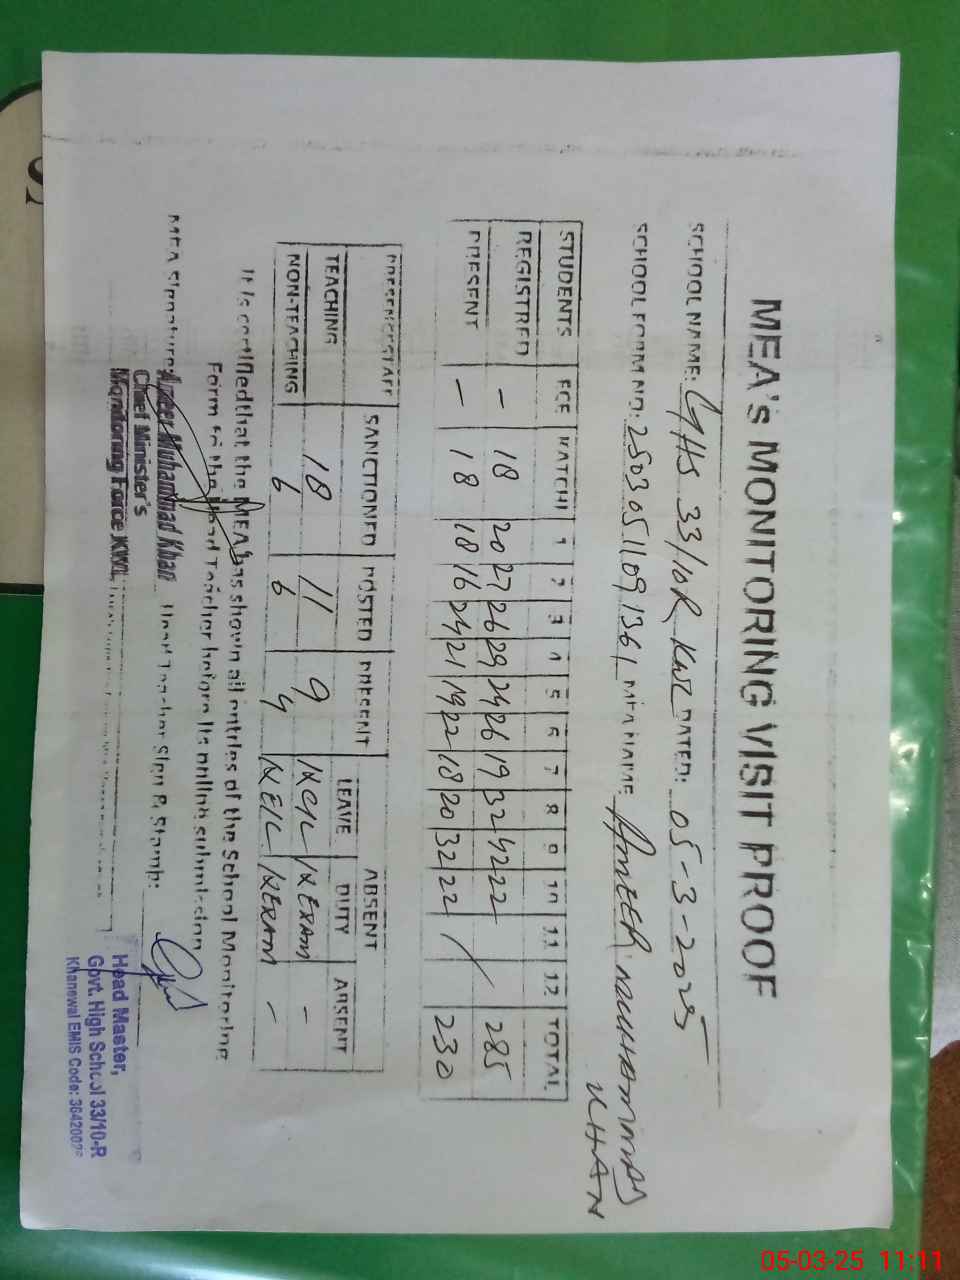 MEA's MONITORING VISIT PROOF
SCHOOL NAME: GHS 33/10R KWL DATED: 05-3-2025
SCHOOL FORM NO: 2503051109 1361 MEA NAME AMEER MUHAMMAD KHAN
STUDENTS ECE KATCHI 1 2 3 4 5 6 7 8 9 10 11 12 TOTAL
REGISTRED - 18 20 27 26 29 24 26 19 32 42 22 / 285
PRESENT - 18 18 16 24 21 19 22 18 20 32 22 / 230
PRESENCSTAFF SANCTIONED POSTED PRESENT ABSENT
LEAVE DUTY ABSENT
TEACHING 18 11 9 1 1 EXAM -
NON-TEACHING 6 6 4 1 1 EXAM -
It is certified that the MEA has shown all entries of the School Monitoring
Form to the Head Teacher before its online submission
MEA Signature: Ameer Muhammad Khan Head Teacher Sign & Stamp:
Chief Minister's
Monitoring Force KWL
Head Master,
Govt. High School 33/10-R
Khanewal EMIS Code:
S
05-03-25 11:11